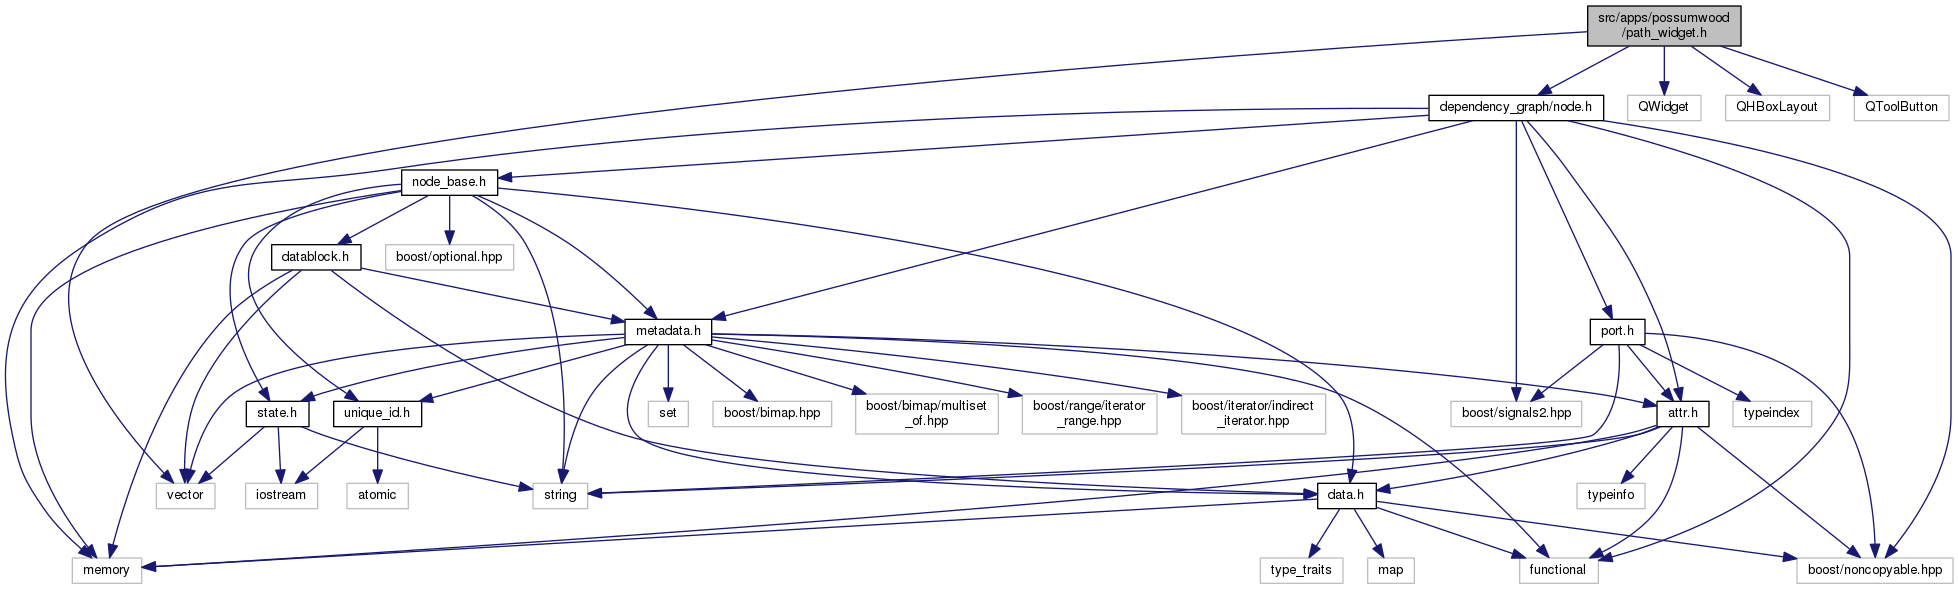 src/apps/possumwood
/path_widget.h
dependency_graph/node.h
QWidget
QHBoxLayout
QToolButton
node_base.h
datablock.h
boost/optional.hpp
metadata.h
port.h
state.h
unique_id.h
set
boost/bimap.hpp
boost/bimap/multiset
_of.hpp
boost/range/iterator
_range.hpp
boost/iterator/indirect
_iterator.hpp
boost/signals2.hpp
attr.h
typeindex
vector
iostream
atomic
string
data.h
typeinfo
memory
type_traits
map
functional
boost/noncopyable.hpp